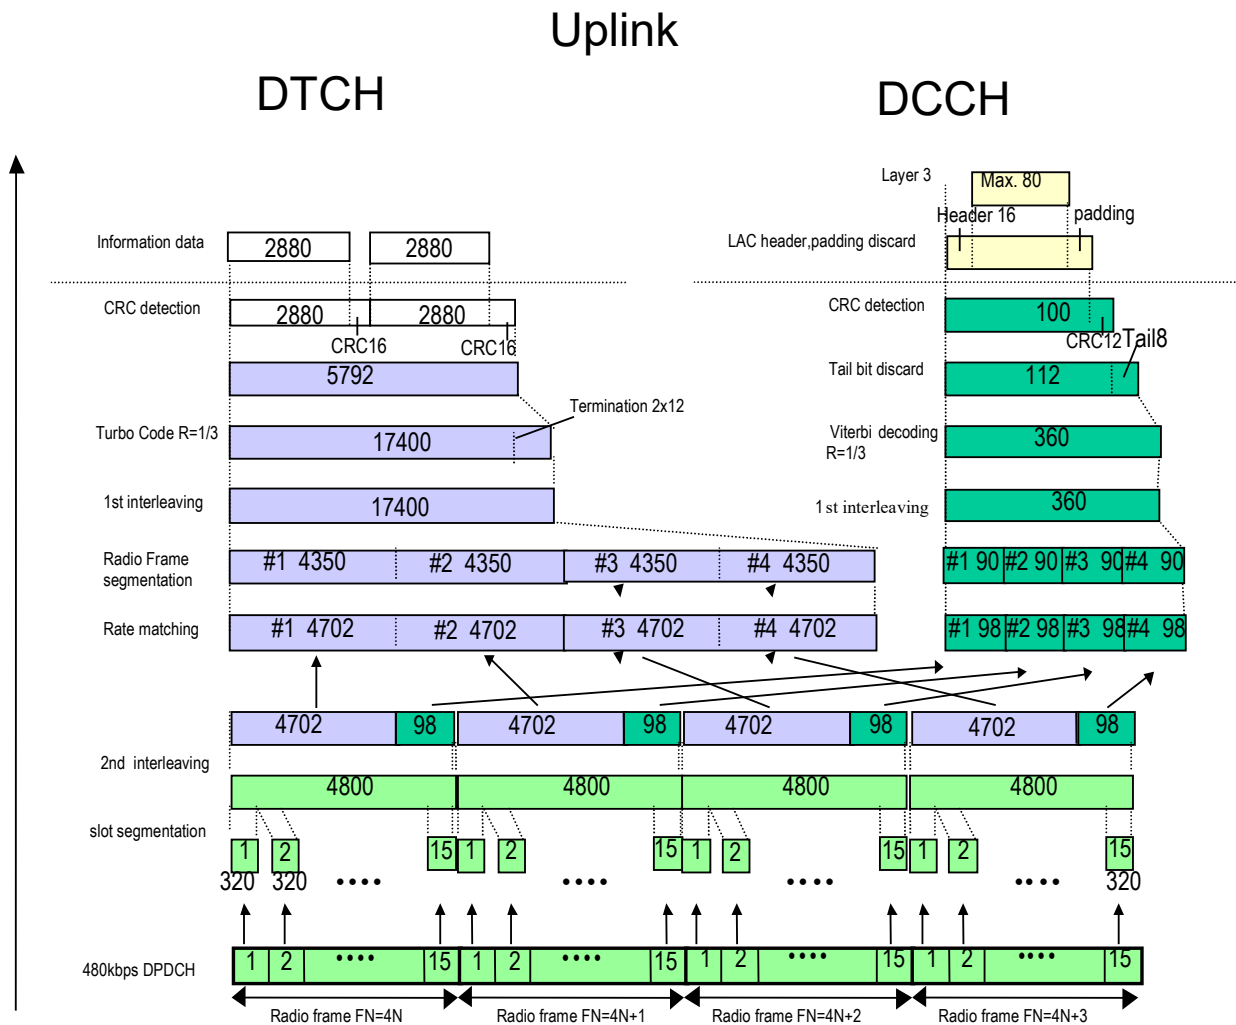 Uplink
DTCH
DCCH
Layer 3
Max. 80
Header 16
padding
Information data
2880
2880
LAC header,padding discard
CRC detection
2880
2880
CRC16
CRC16
CRC detection
100
CRC12
Tail8
5792
Tail bit discard
112
Termination 2x12
Turbo Code R=1/3
17400
Viterbi decoding
R=1/3
360
1st interleaving
17400
1st interleaving
360
Radio Frame
segmentation
#1 4350
#2 4350
#3 4350
#4 4350
#1 90
#2 90
#3 90
#4 90
Rate matching
#1 4702
#2 4702
#3 4702
#4 4702
#1 98
#2 98
#3 98
#4 98
4702
98
4702
98
4702
98
4702
98
2nd interleaving
4800
4800
4800
4800
slot segmentation
1
2
15
1
2
15
1
2
15
1
2
15
320
320
320
480kbps DPDCH
1
2
15
1
2
15
1
2
15
1
2
15
Radio frame FN=4N
Radio frame FN=4N+1
Radio frame FN=4N+2
Radio frame FN=4N+3